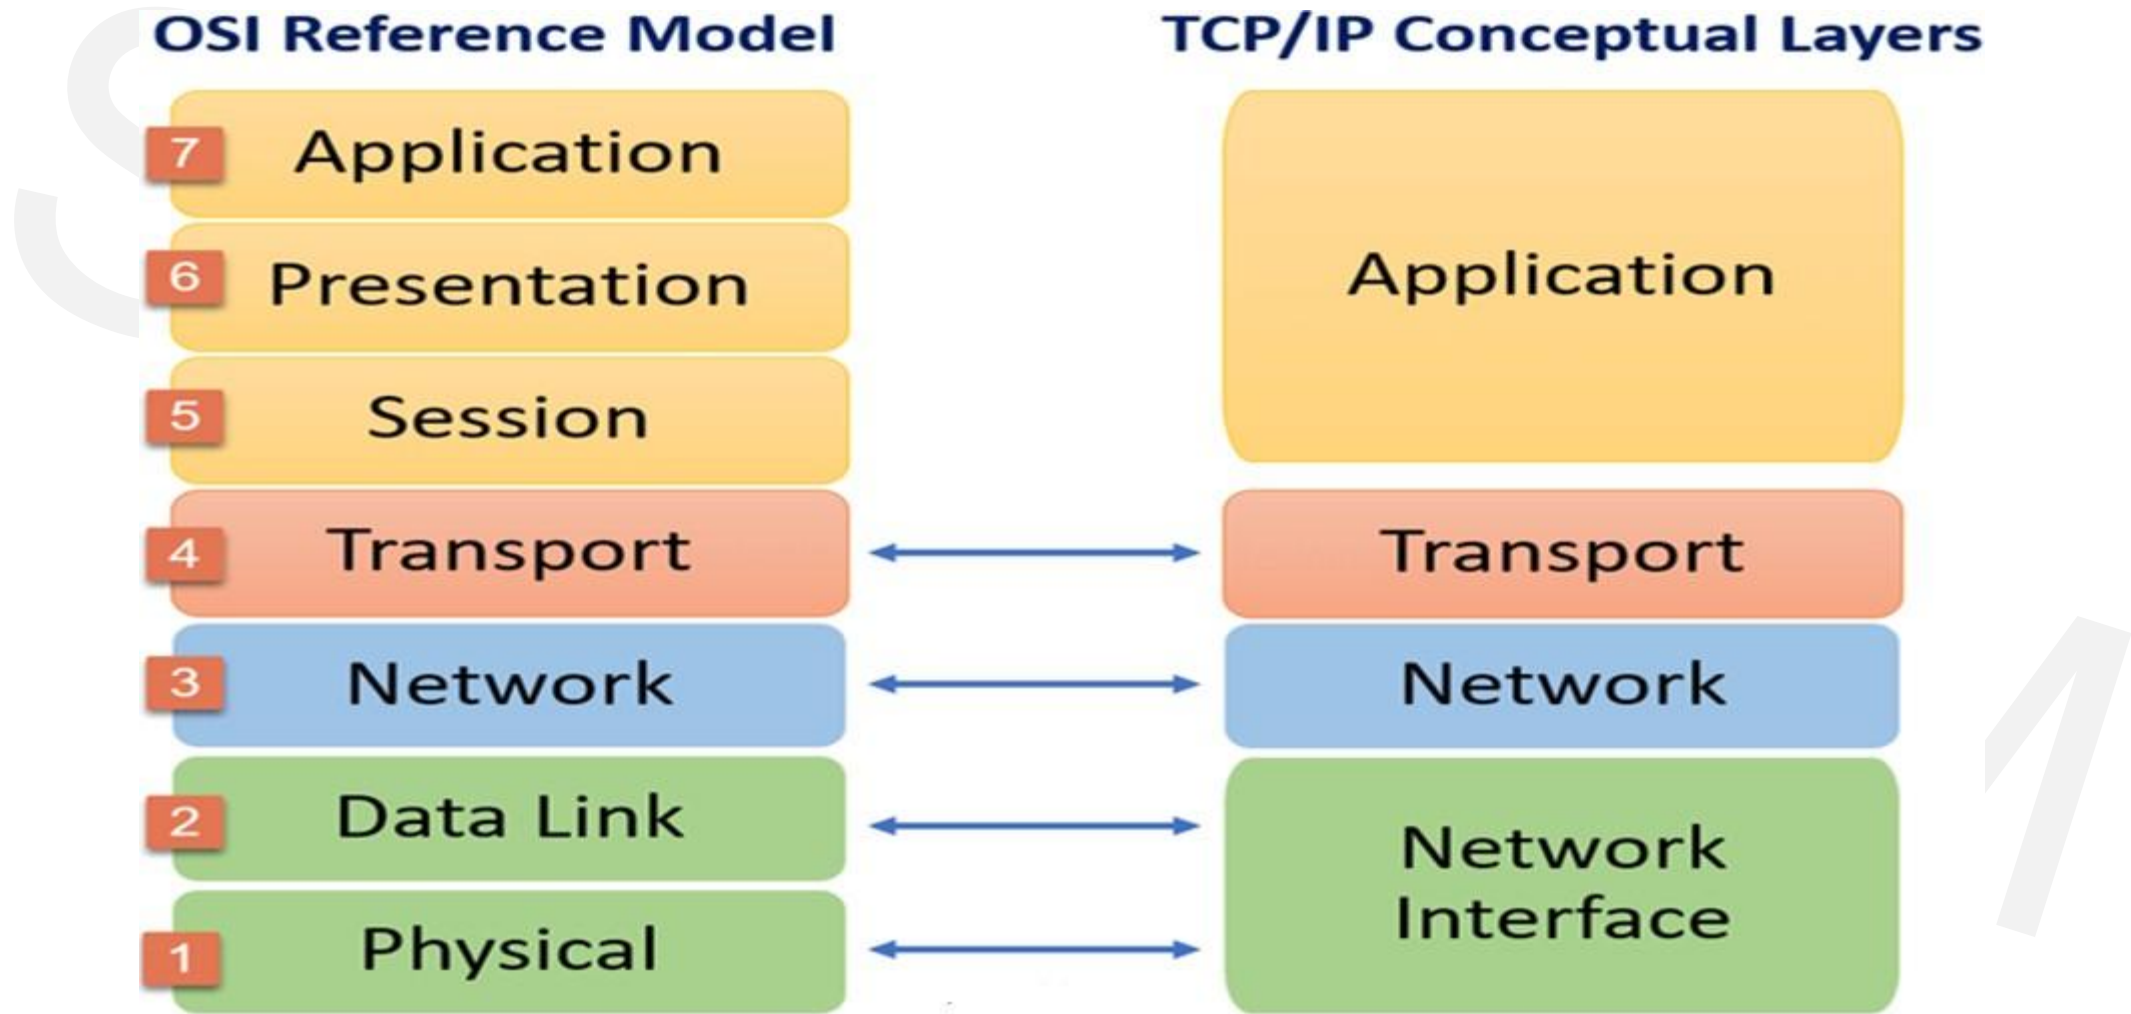 OSI Reference Model
TCP/IP Conceptual Layers
7 Application
6 Presentation
5 Session
Application
4 Transport
Transport
3 Network
Network
2 Data Link
1 Physical
Network
Interface